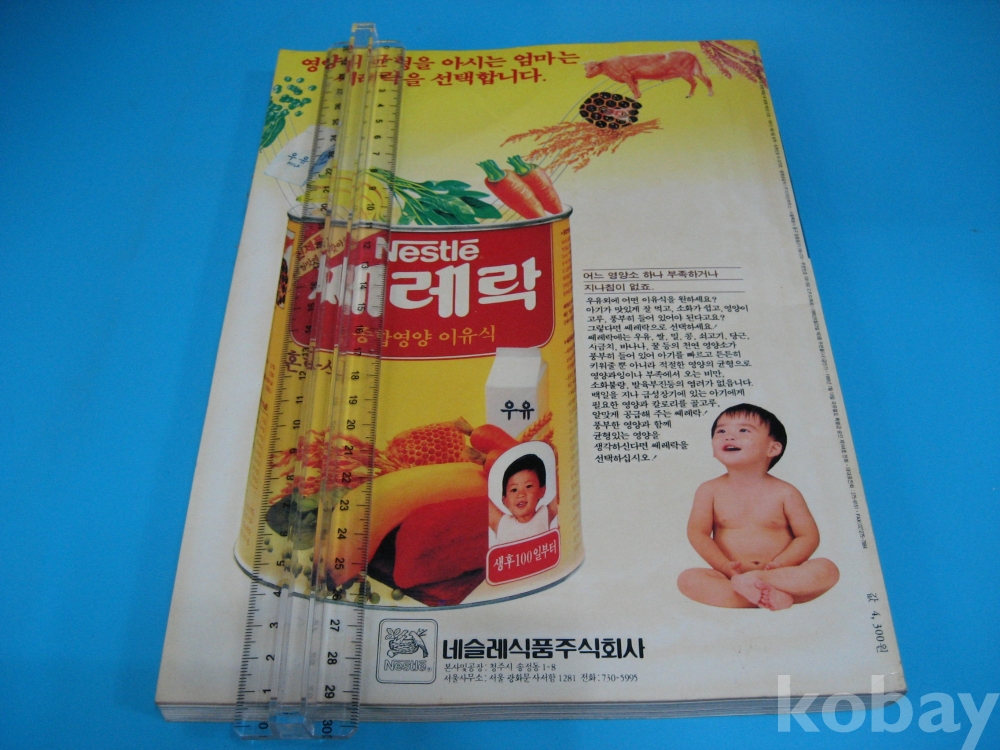 영양의 균형을 아시는 엄마는
쎄레락을 선택합니다.
우유
Nestlé
쎄레락
종합영양 이유식
우유
생후100일부터
어느 영양소 하나 부족하거나
지나침이 없죠.
우유외에 어떤 이유식을 원하세요?
아기가 맛있게 잘 먹고, 소화가 쉽고, 영양이
고루, 풍부히 들어 있어야 된다고요?
그렇다면 쎄레락으로 선택하세요!
쎄레락에는 우유, 쌀, 밀, 콩, 쇠고기, 당근,
시금치, 바나나, 꿀 등의 천연 영양소가
풍부히 들어 있어 아기를 빠르고 튼튼히
키워줄 뿐 아니라 적절한 영양의 균형으로
영양과잉이나 부족에서 오는 비만,
소화불량, 발육부진등의 염려가 없읍니다.
백일을 지나 급성장기에 있는 아기에게
필요한 영양과 칼로리를 골고루,
알맞게 공급해 주는 쎄레락!
풍부한 영양과 함께
균형있는 영양을
생각하신다면 쎄레락을
선택하십시오!
Nestlé
네슬레식품주식회사
본사및공장: 청주시 송정동 1-8
서울사무소: 서울 광화문 사서함 1281 전화: 730-5995
값 4,300원
kobay